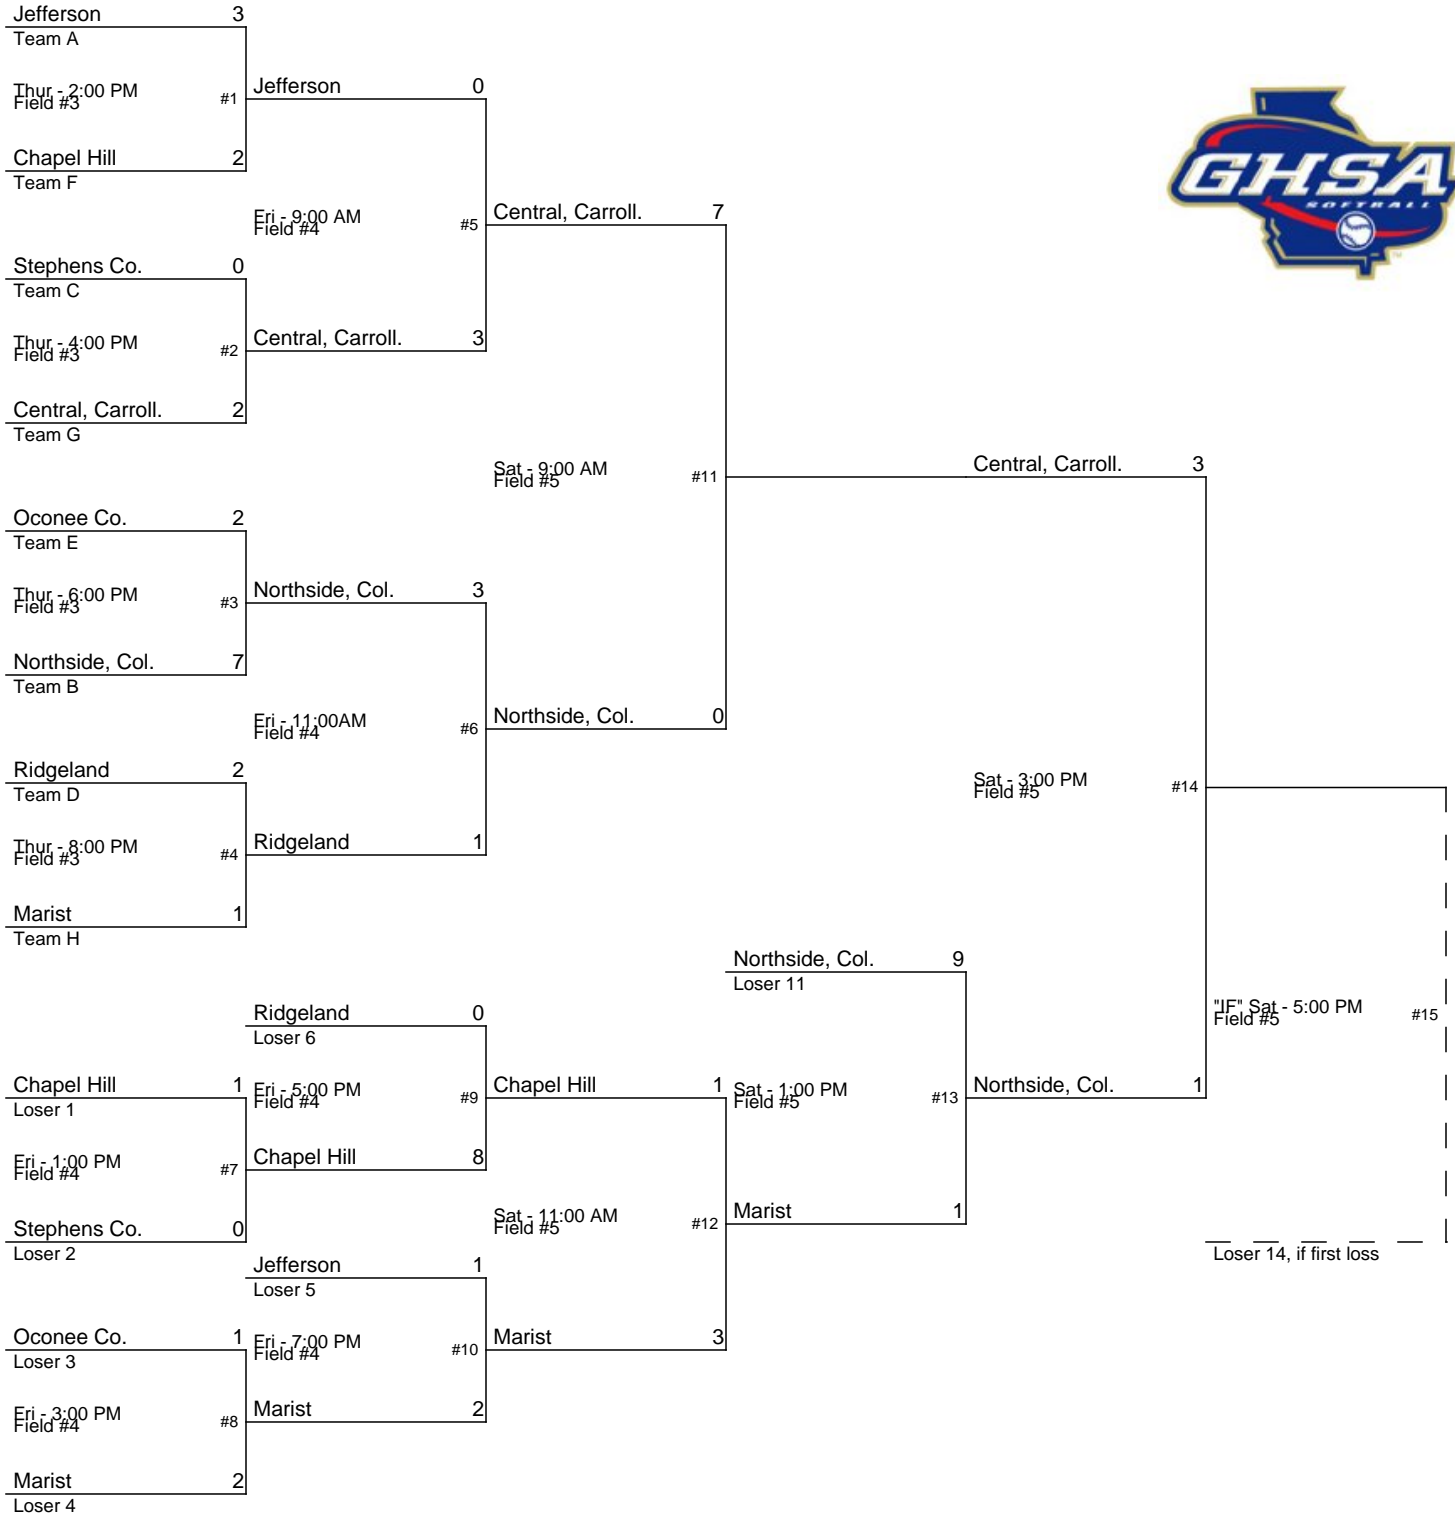 Jefferson 3
Team A
Thur - 2:00 PM
Field #3
#1
Chapel Hill 2
Team F
Jefferson 0
Fri - 9:00 AM
Field #4
#5
Stephens Co. 0
Team C
Thur - 4:00 PM
Field #3
#2
Central, Carroll. 3
Central, Carroll. 2
Team G
Central, Carroll. 7
GHSA
SOFTBALL
TM
Sat - 9:00 AM
Field #5
#11
Central, Carroll. 3
Oconee Co. 2
Team E
Thur - 6:00 PM
Field #3
#3
Northside, Col. 3
Northside, Col. 7
Team B
Fri - 11:00AM
Field #4
#6
Northside, Col. 0
Ridgeland 2
Team D
Thur - 8:00 PM
Field #3
#4
Ridgeland 1
Marist 1
Team H
Sat - 3:00 PM
Field #5
#14
Northside, Col. 9
Loser 11
Ridgeland 0
Loser 6
"IF" Sat - 5:00 PM
Field #5
#15
Chapel Hill 1
Loser 1
Fri - 5:00 PM
Field #4
#9
Chapel Hill 1
Sat - 1:00 PM
Field #5
#13
Northside, Col. 1
Fri - 1:00 PM
Field #4
#7
Chapel Hill 8
Stephens Co. 0
Loser 2
Sat - 11:00 AM
Field #5
#12
Marist 1
Loser 14, if first loss
Jefferson 1
Loser 5
Oconee Co. 1
Loser 3
Fri - 7:00 PM
Field #4
#10
Marist 3
Fri - 3:00 PM
Field #4
#8
Marist 2
Marist 2
Loser 4